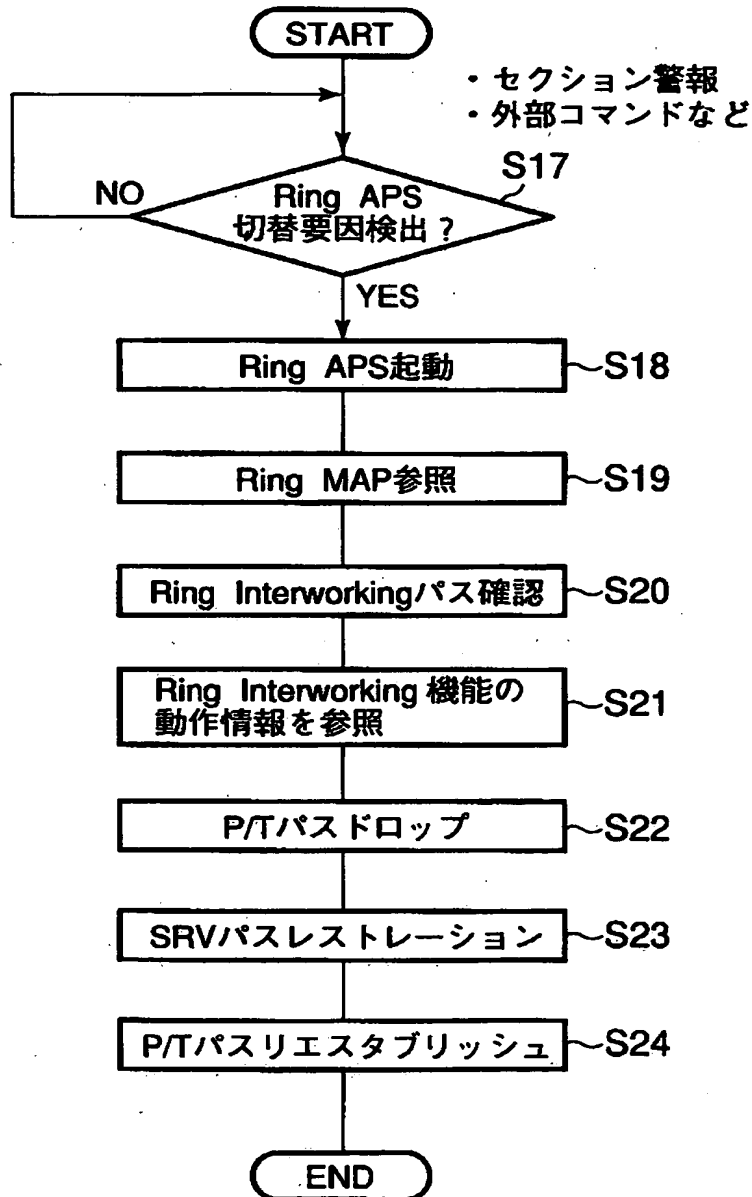 START
・セクション警報
・外部コマンドなど
S17
NO
Ring APS
切替要因検出？
YES
Ring APS起動
S18
Ring MAP参照
S19
Ring Interworkingパス確認
S20
Ring Interworking 機能の
動作情報を参照
S21
P/Tパスドロップ
S22
SRVパスレストレーション
S23
P/Tパスリエスタブリッシュ
S24
END